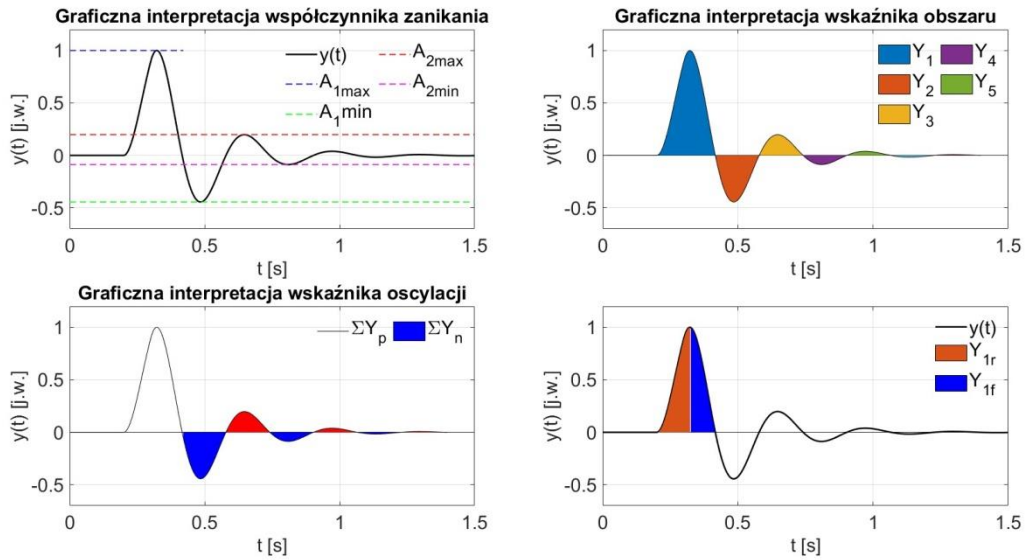 Graficzna interpretacja współczynnika zanikania
1
0.5
0
-0.5
y(t) [j.w.]
y(t)
A1max
A1min
A2max
A2min
0
0.5
1
1.5
t [s]
Graficzna interpretacja wskaźnika obszaru
1
0.5
0
-0.5
y(t) [j.w.]
Y1
Y2
Y3
Y4
Y5
0
0.5
1
1.5
t [s]
Graficzna interpretacja wskaźnika oscylacji
1
0.5
0
-0.5
y(t) [j.w.]
ΣYp
ΣYn
0
0.5
1
1.5
t [s]
1
0.5
0
-0.5
y(t) [j.w.]
y(t)
Y1r
Y1f
0
0.5
1
1.5
t [s]